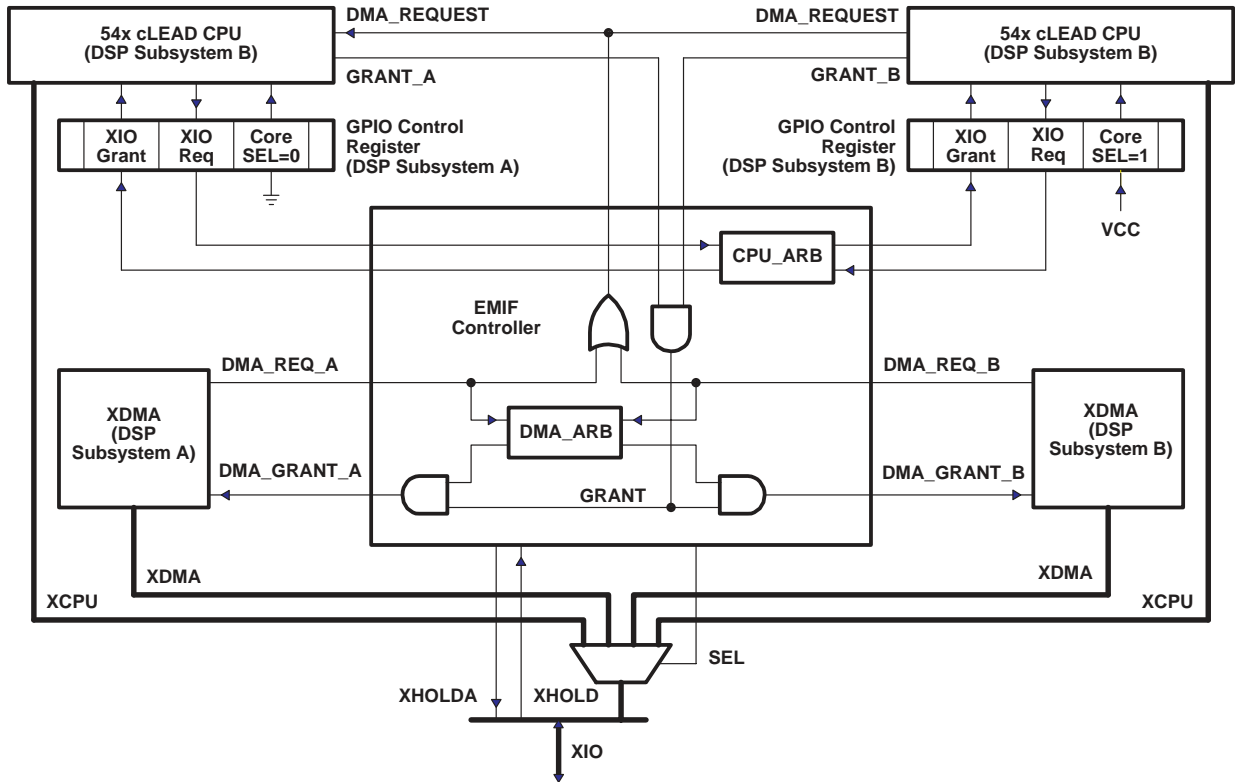 DMA_REQUEST
DMA_REQUEST
54x cLEAD CPU
(DSP Subsystem B)
54x cLEAD CPU
(DSP Subsystem B)
GRANT_A
GRANT_B
XIO
Grant
XIO
Req
Core
SEL=0
GPIO Control
Register
(DSP Subsystem A)
GPIO Control
Register
(DSP Subsystem B)
XIO
Grant
XIO
Req
Core
SEL=1
VCC
CPU_ARB
EMIF
Controller
DMA_REQ_A
DMA_REQ_B
XDMA
(DSP
Subsystem A)
DMA_ARB
XDMA
(DSP
Subsystem B)
DMA_GRANT_A
GRANT
DMA_GRANT_B
XDMA
XDMA
XCPU
XCPU
SEL
XHOLDA
XHOLD
XIO